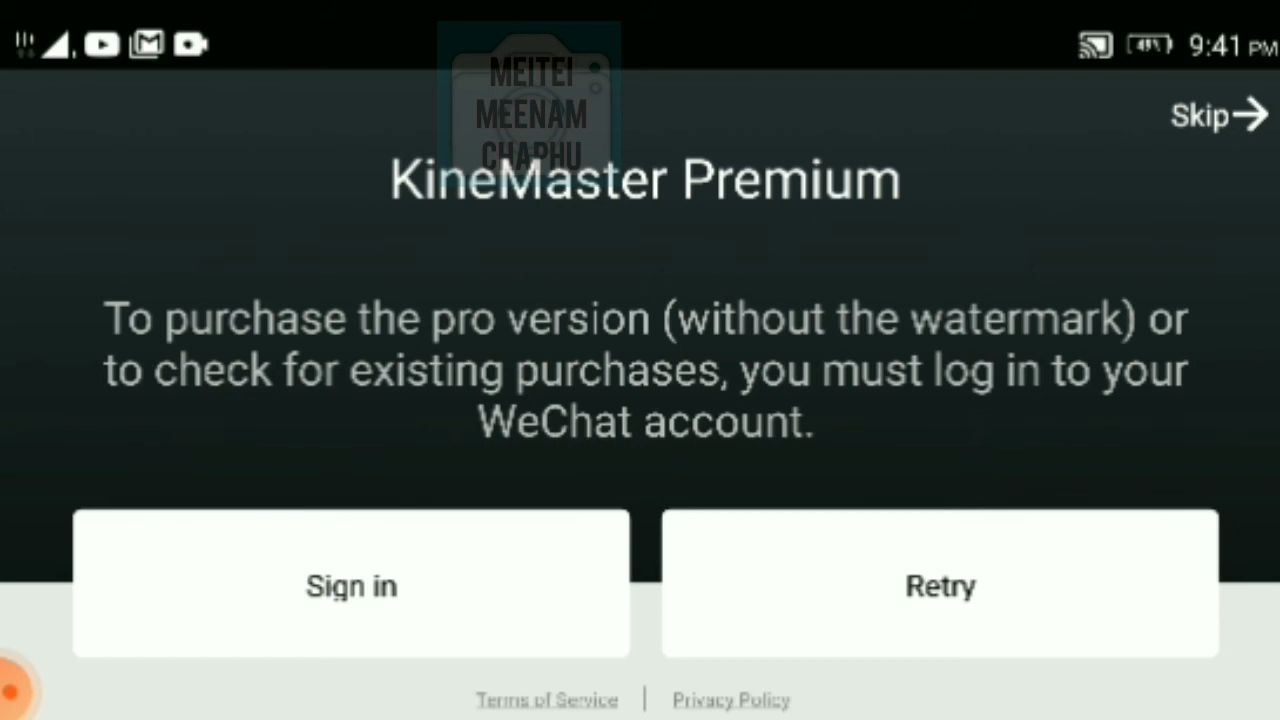 9:41 PM
Skip
MEITEI
MEENAM
CHAPHU
KineMaster Premium
To purchase the pro version (without the watermark) or
to check for existing purchases, you must log in to your
WeChat account.
Sign in
Retry
Terms of Service | Privacy Policy